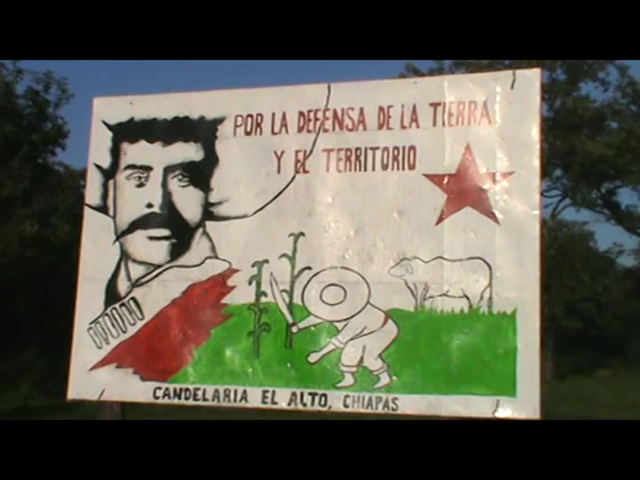 POR LA DEFENSA DE LA TIERRA
Y EL TERRITORIO
CANDELARIA EL ALTO, CHIAPAS